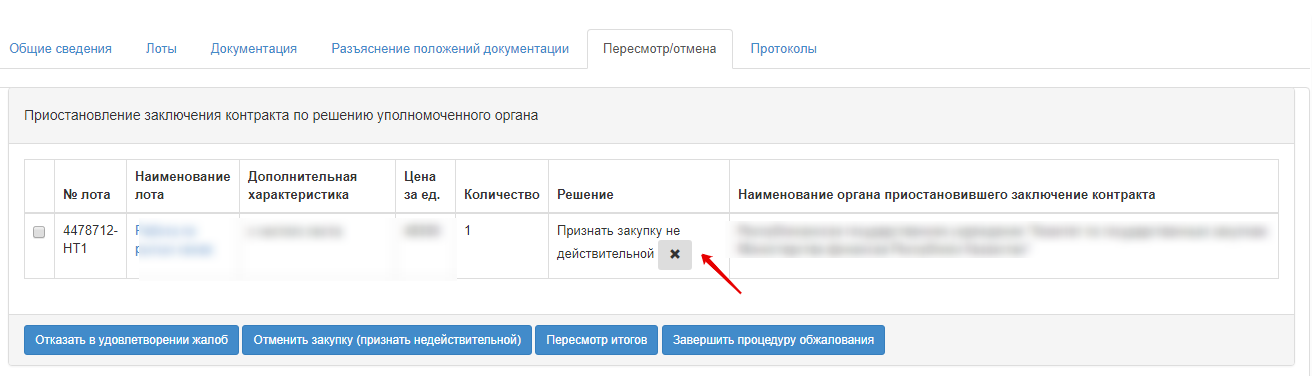 Общие сведения Лоты Документация Разъяснение положений документации Пересмотр/отмена Протоколы
Приостановление заключения контракта по решению уполномоченного органа
№ лота
Наименование
лота
Дополнительная
характеристика
Цена
за ед.
Количество
Решение
Наименование органа приостановившего заключение контракта
4478712-
НТ1
1
Признать закупку не
действительной
Отказать в удовлетворении жалоб
Отменить закупку (признать недействительной)
Пересмотр итогов
Завершить процедуру обжалования